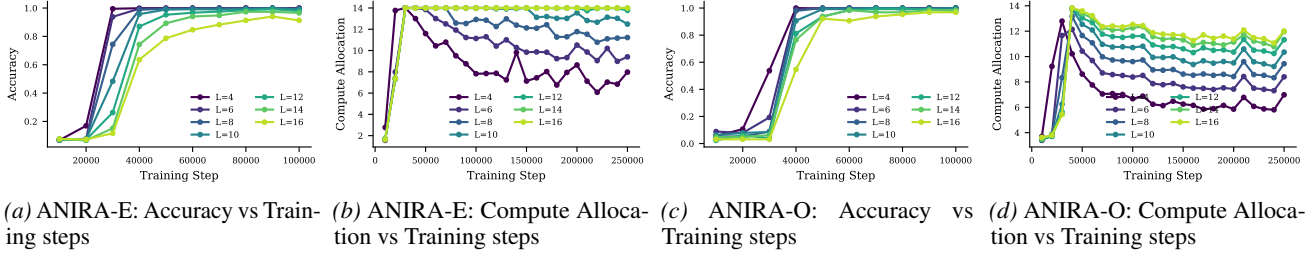 Accuracy
1.0
0.8
0.6
0.4
0.2
L=4
L=6
L=8
L=10
L=12
L=14
L=16
20000 40000 60000 80000 100000
Training Step
Compute Allocation
14
12
10
8
6
4
2
L=4
L=6
L=8
L=10
L=12
L=14
L=16
0 50000 100000 150000 200000 250000
Training Step
Accuracy
1.0
0.8
0.6
0.4
0.2
0.0
L=4
L=6
L=8
L=10
L=12
L=14
L=16
20000 40000 60000 80000 100000
Training Step
Compute Allocation
14
12
10
8
6
4
L=4
L=6
L=8
L=10
L=12
L=14
L=16
0 50000 100000 150000 200000 250000
Training Step
(a) ANIRA-E: Accuracy vs Train-
ing steps
(b) ANIRA-E: Compute Alloca-
tion vs Training steps
(c) ANIRA-O: Accuracy vs
Training steps
(d) ANIRA-O: Compute Alloca-
tion vs Training steps